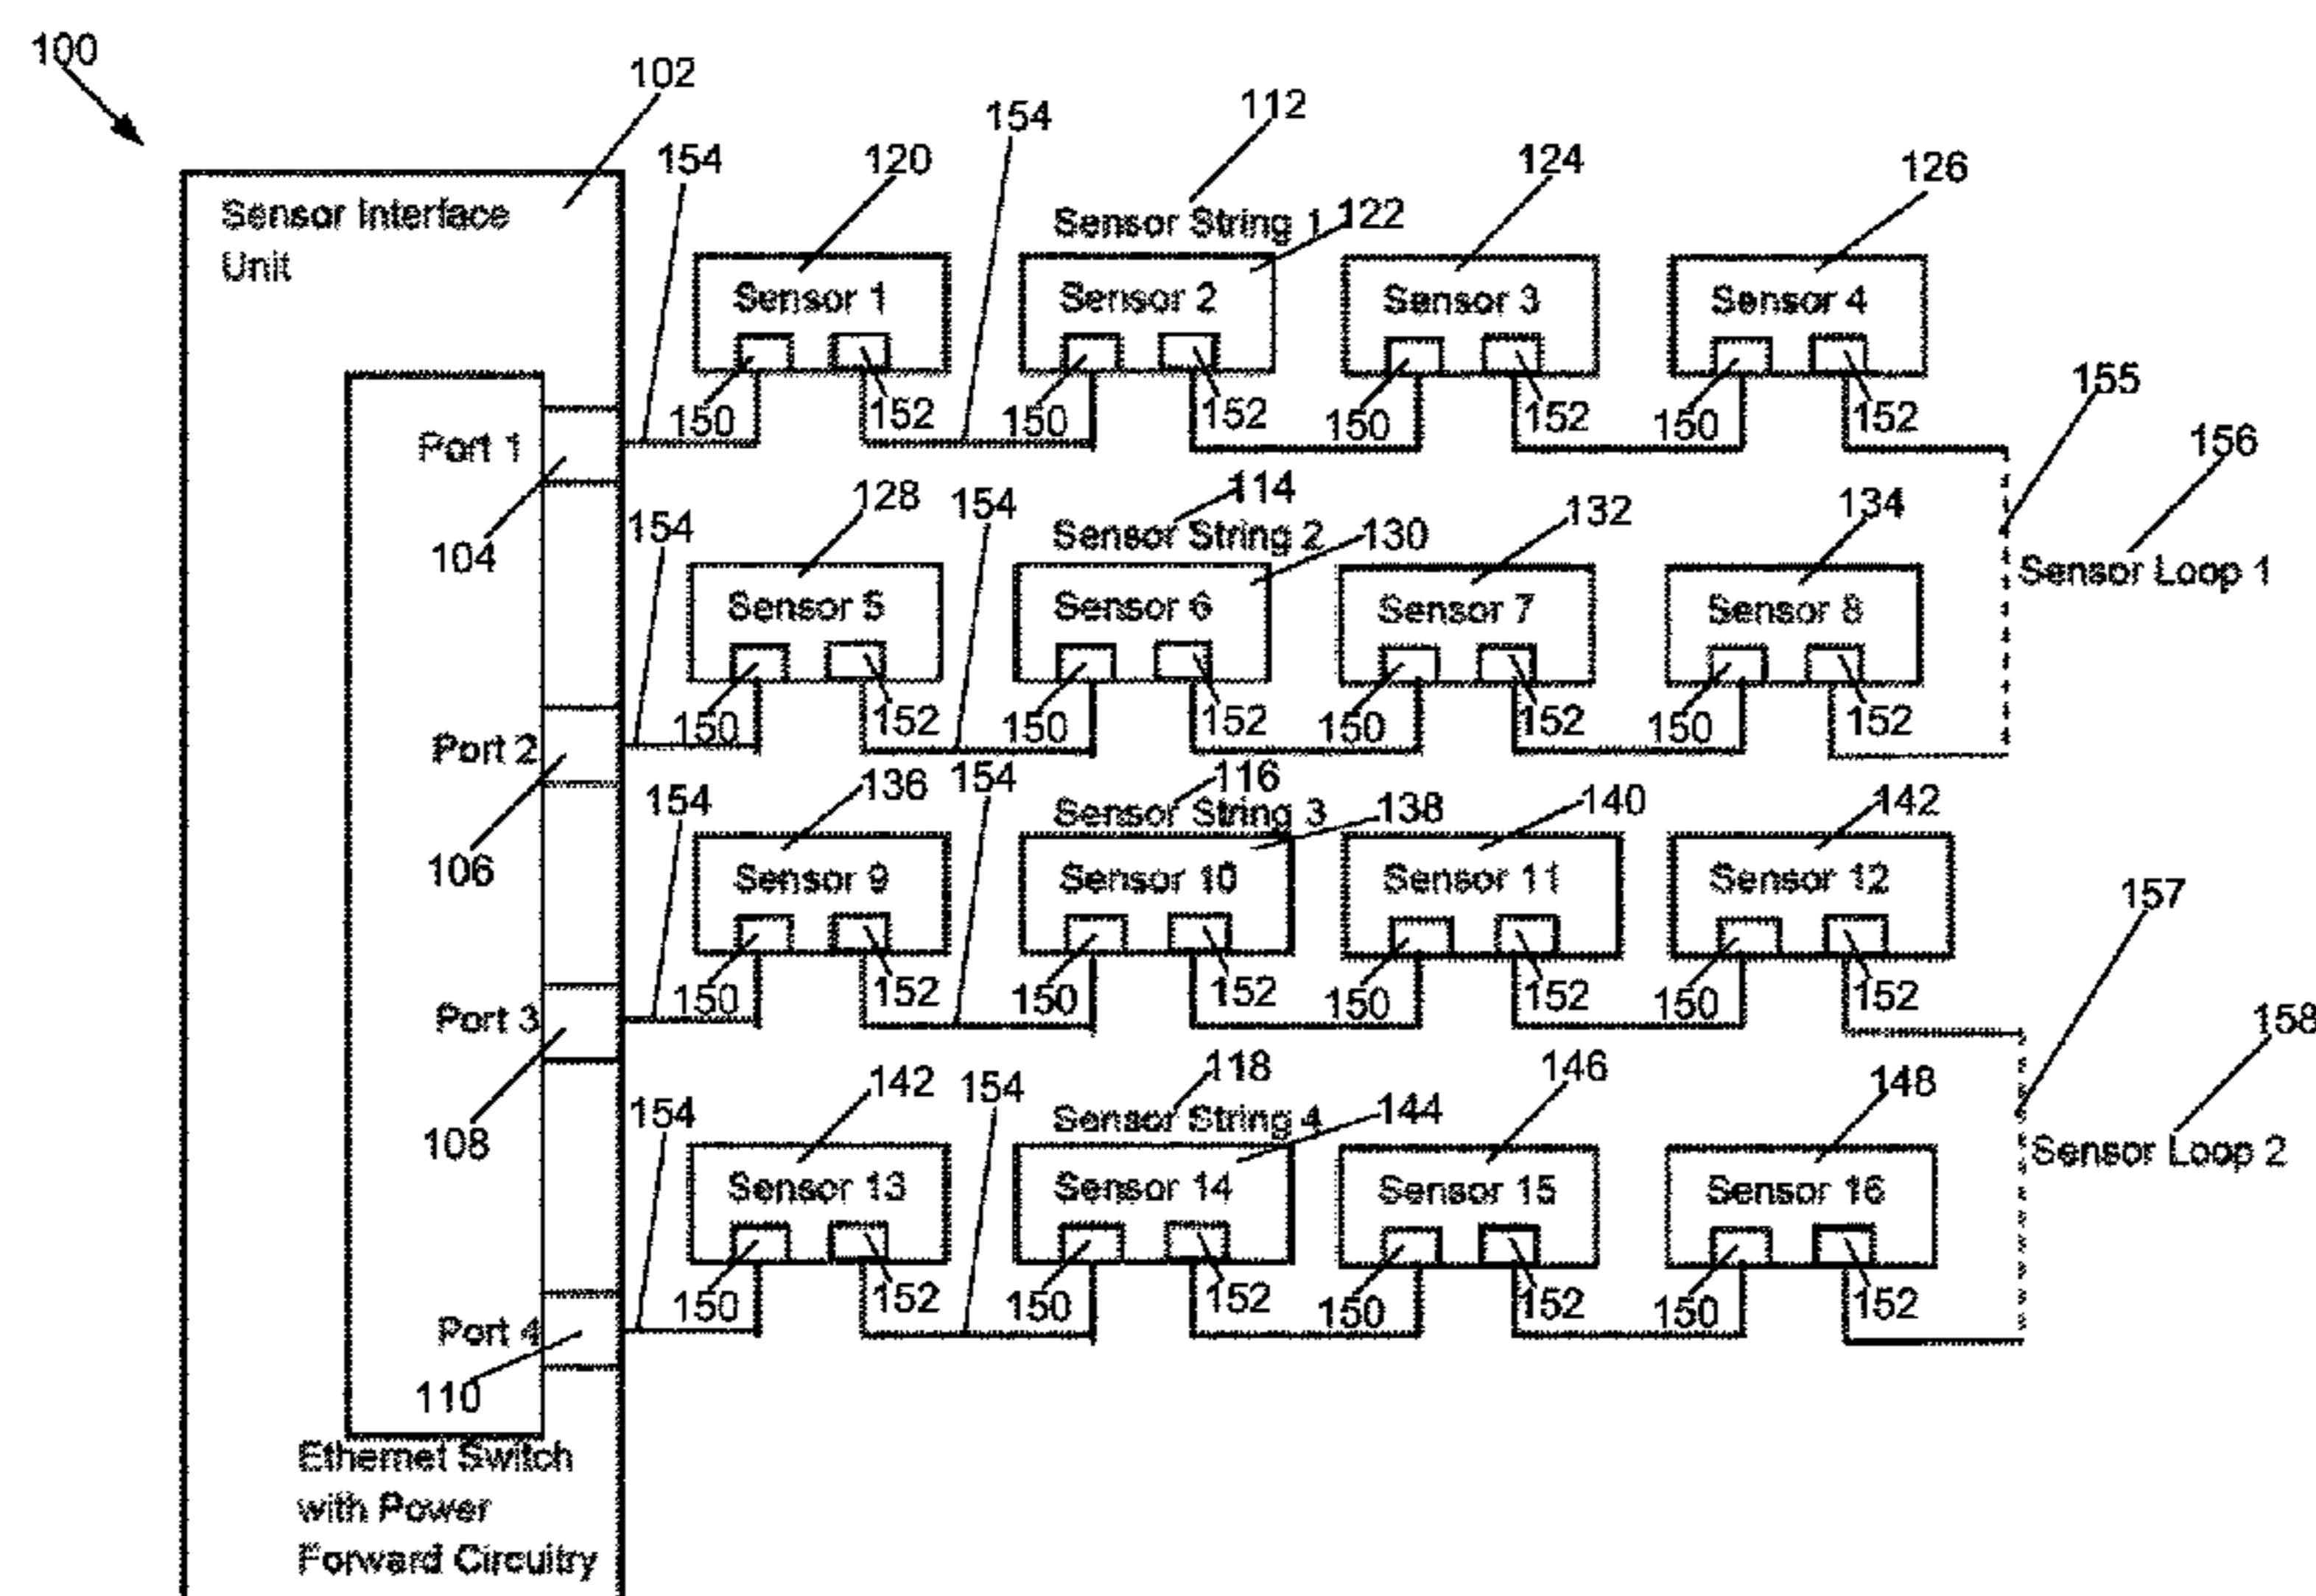 100
102
154
120
154
112
124
126
Sensor Interface
Unit
Sensor String 1
122
Sensor 1
Sensor 2
Sensor 3
Sensor 4
155
150
152
150
152
150
152
150
152
Port 1
156
104
154
128
154
114
132
134
Sensor String 2
130
Sensor Loop 1
Sensor 5
Sensor 6
Sensor 7
Sensor 8
150
152
150
152
150
152
150
152
Port 2
106
154
136
154
116
140
142
Sensor String 3
138
157
Sensor 9
Sensor 10
Sensor 11
Sensor 12
150
152
150
152
150
152
150
152
Port 3
158
108
154
142
154
118
146
148
Sensor String 4
144
Sensor Loop 2
Sensor 13
Sensor 14
Sensor 15
Sensor 16
150
152
150
152
150
152
150
152
Port 4
110
Ethernet Switch
with Power
Forward Circuitry